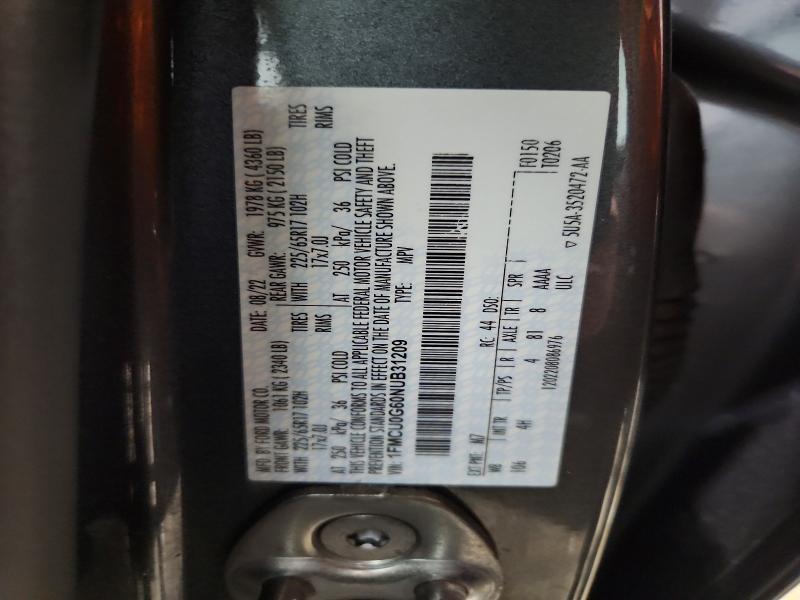 MFD. BY FORD MOTOR CO. DATE: 08/22 GVWR: 1978 KG ( 4360 LB)
FRONT GAWR: 1061 KG ( 2340 LB) REAR GAWR: 975 KG ( 2150 LB)
WITH 225/65R17 102H TIRES WITH 225/65R17 102H TIRES
17x7.0J RIMS 17x7.0J RIMS
AT 250 kPa/ 36 PSI COLD AT 250 kPa/ 36 PSI COLD
THIS VEHICLE CONFORMS TO ALL APPLICABLE FEDERAL MOTOR VEHICLE SAFETY AND THEFT
PREVENTION STANDARDS IN EFFECT ON THE DATE OF MANUFACTURE SHOWN ABOVE.
VIN: 1FMCU0G60NUB31209 TYPE: MPV
EXT PNT: M7 RC: 44 DSO: F0150
WB INT TR TP/PS R AXLE TR SPR T0206
106 4H 4 81 8 AAAA
1202208086976 ULC ▽ 5U5A-3520472-AA